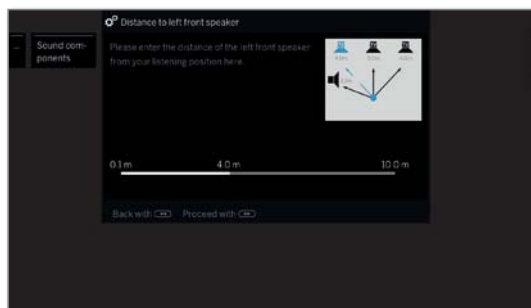 Distance to left front speaker
...
Sound com-
ponents
Please enter the distance of the left front speaker
from your listening position here.
0.1 m 4.0 m 10.0 m
Back with Proceed with